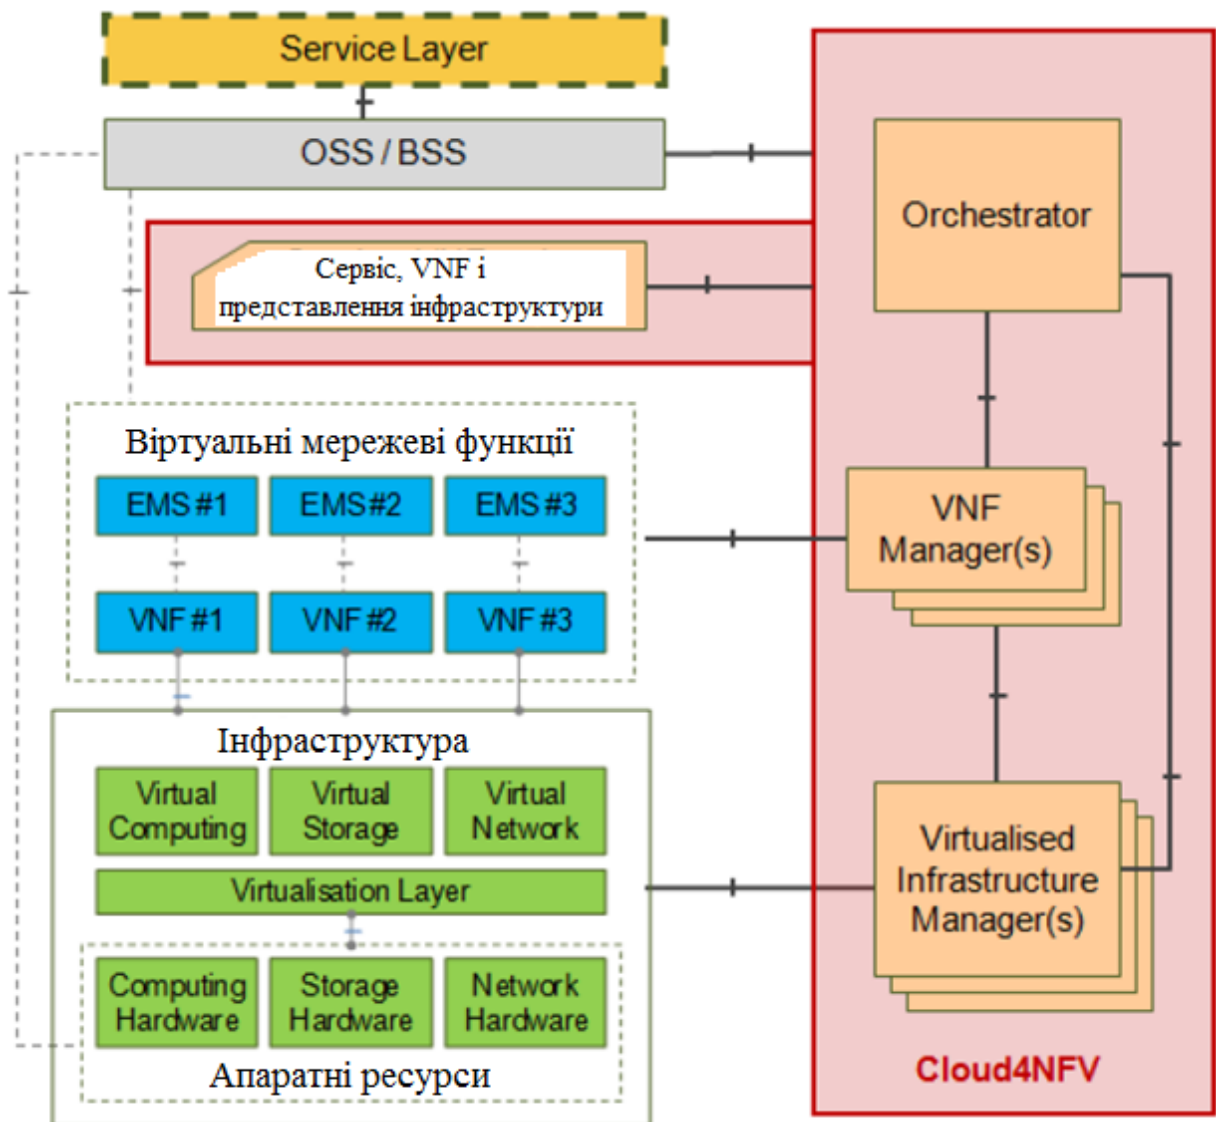 Service Layer
OSS / BSS
Orchestrator
Сервіс, VNF і
представлення інфраструктури
Віртуальні мережеві функції
EMS #1
EMS #2
EMS #3
VNF
Manager(s)
VNF #1
VNF #2
VNF #3
Інфраструктура
Virtual
Computing
Virtual
Storage
Virtual
Network
Virtualisation Layer
Virtualised
Infrastructure
Manager(s)
Computing
Hardware
Storage
Hardware
Network
Hardware
Апаратні ресурси
Cloud4NFV